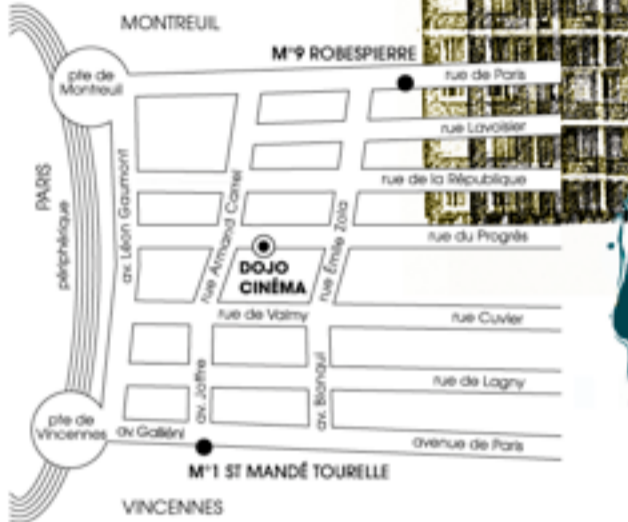 MONTREUIL
M°9 ROBESPIERRE
pte de
Montreuil
rue de Paris
rue Lavoisier
PARIS
périphérique
av. Léon Gaumont
rue Armand Carrel
rue de la République
rue Émile Zola
rue du Progrès
DOJO
CINÉMA
rue de Valmy
rue Cuvier
av. Joffre
av. Blanqui
rue de Lagny
pte de
Vincennes
av. Galliéni
avenue de Paris
M°1 ST MANDÉ TOURELLE
VINCENNES